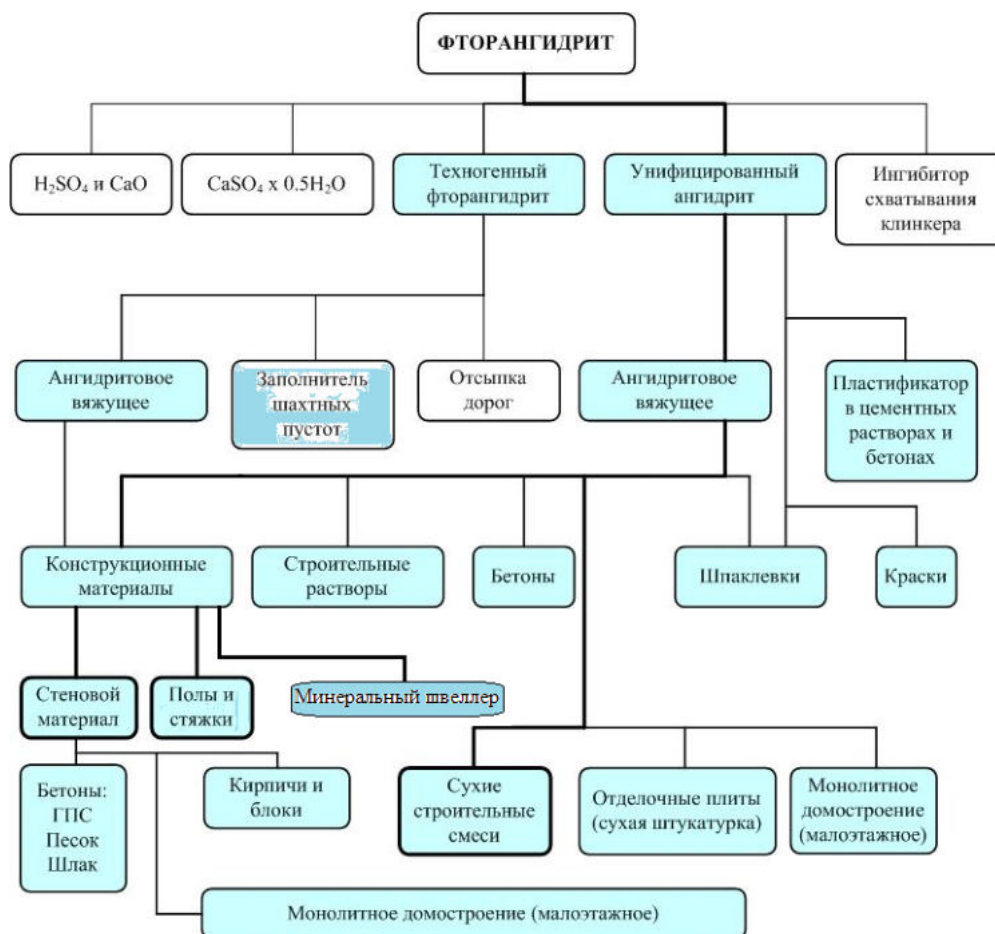 ФТОРАНГИДРИТ
H₂SO₄ и CaO
CaSO₄ x 0.5H₂O
Техногенный
фторангидрит
Унифицированный
ангидрит
Ингибитор
схватывания
клинкера
Ангидритовое
вяжущее
Заполнитель
шахтных
пустот
Отсыпка
дорог
Ангидритовое
вяжущее
Пластификатор
в цементных
растворах и
бетонах
Конструкционные
материалы
Строительные
растворы
Бетоны
Шпаклевки
Краски
Стеновой
материал
Полы и
стяжки
Минеральный швеллер
Бетоны:
ГПС
Песок
Шлак
Кирпичи и
блоки
Сухие
строительные
смеси
Отделочные плиты
(сухая штукатурка)
Монолитное
домостроение
(малоэтажное)
Монолитное домостроение (малоэтажное)